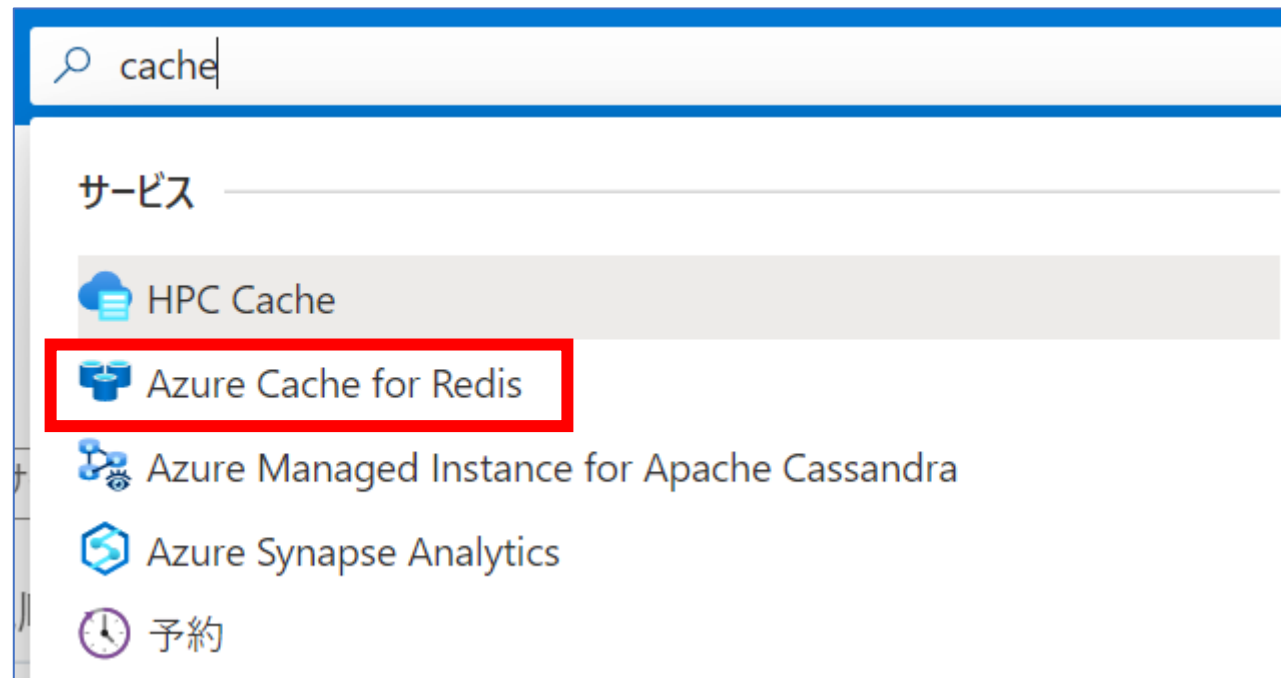 cache
サービス
HPC Cache
Azure Cache for Redis
Azure Managed Instance for Apache Cassandra
Azure Synapse Analytics
予約